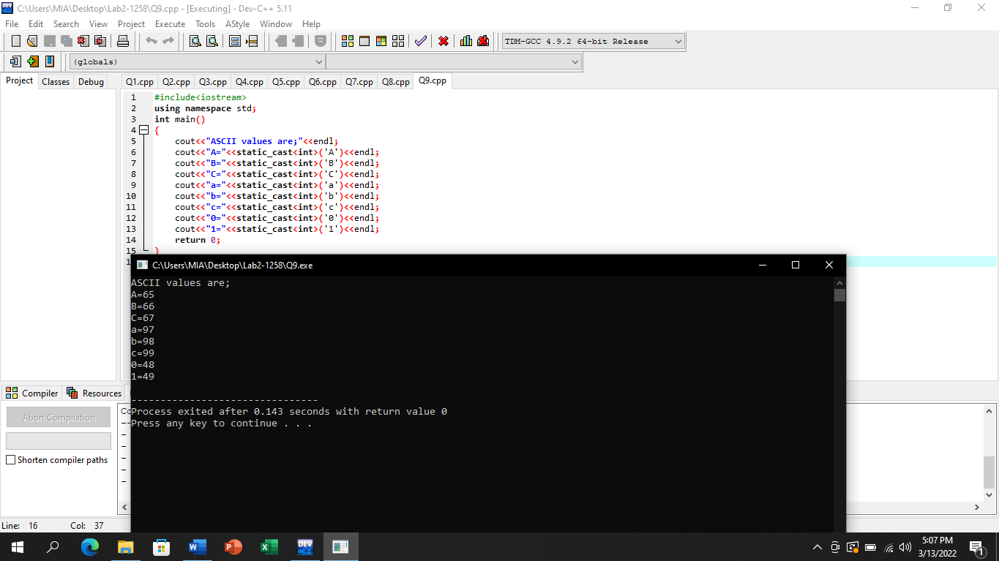 C:\Users\MIA\Desktop\Lab2-1258\Q9.cpp - [Executing] - Dev-C++ 5.11
File Edit Search View Project Execute Tools AStyle Window Help
TDM-GCC 4.9.2 64-bit Release
(globals)
Project Classes Debug Q1.cpp Q2.cpp Q3.cpp Q4.cpp Q5.cpp Q6.cpp Q7.cpp Q8.cpp Q9.cpp
1 #include<iostream>
2 using namespace std;
3 int main()
4 {
5 cout<<"ASCII values are;"<<endl;
6 cout<<"A="<<static_cast<int>('A')<<endl;
7 cout<<"B="<<static_cast<int>('B')<<endl;
8 cout<<"C="<<static_cast<int>('C')<<endl;
9 cout<<"a="<<static_cast<int>('a')<<endl;
10 cout<<"b="<<static_cast<int>('b')<<endl;
11 cout<<"c="<<static_cast<int>('c')<<endl;
12 cout<<"0="<<static_cast<int>('0')<<endl;
13 cout<<"1="<<static_cast<int>('1')<<endl;
14 return 0;
15 }
C:\Users\MIA\Desktop\Lab2-1258\Q9.exe
ASCII values are;
A=65
B=66
C=67
a=97
b=98
c=99
0=48
1=49
--------------------------------
Process exited after 0.143 seconds with return value 0
Press any key to continue . . .
Compiler Resources
Abort Compilation
Shorten compiler paths
Line: 16 Col: 37
5:07 PM
3/13/2022
1